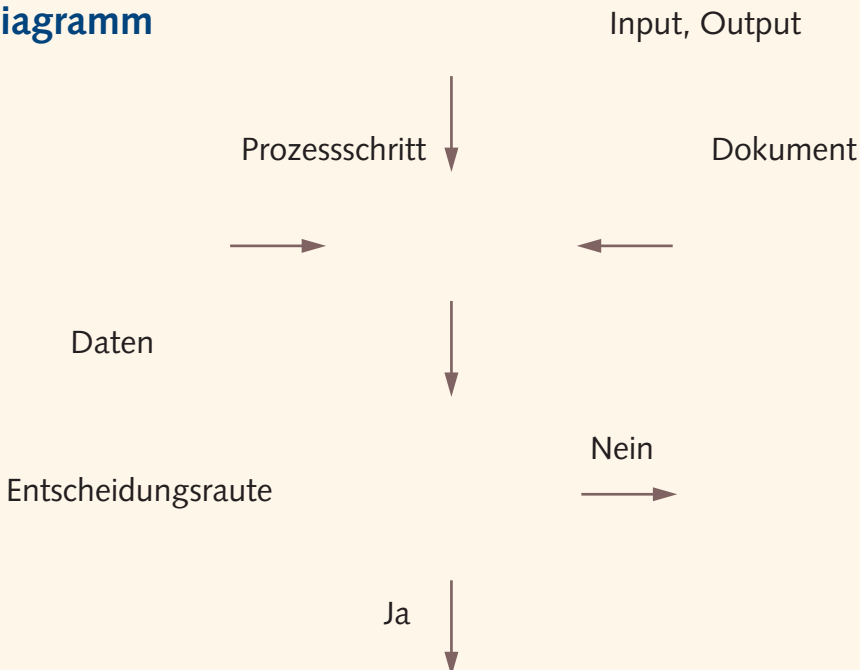 iagramm
Input, Output
Prozessschritt
Dokument
Daten
Nein
Entscheidungsraute
Ja